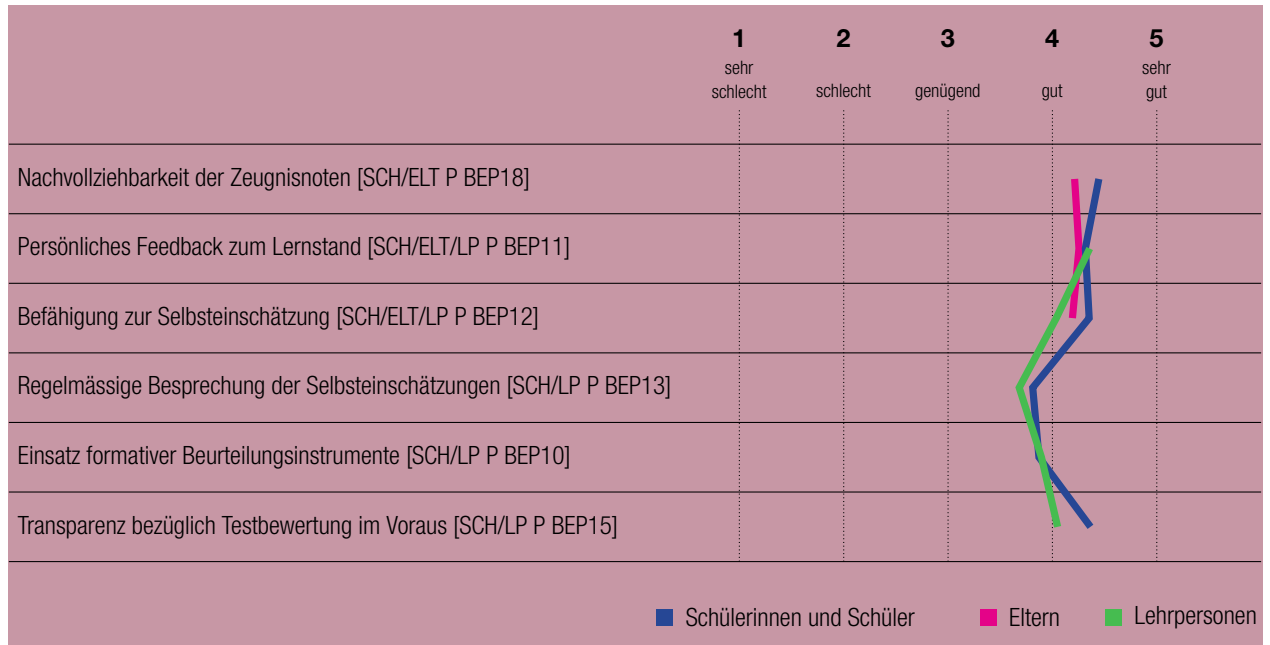 1 2 3 4 5
sehr schlecht schlecht genügend gut sehr gut
Nachvollziehbarkeit der Zeugnisnoten [SCH/ELT P BEP18]
Persönliches Feedback zum Lernstand [SCH/ELT/LP P BEP11]
Befähigung zur Selbsteinschätzung [SCH/ELT/LP P BEP12]
Regelmässige Besprechung der Selbsteinschätzungen [SCH/LP P BEP13]
Einsatz formativer Beurteilungsinstrumente [SCH/LP P BEP10]
Transparenz bezüglich Testbewertung im Voraus [SCH/LP P BEP15]
Schülerinnen und Schüler Eltern Lehrpersonen